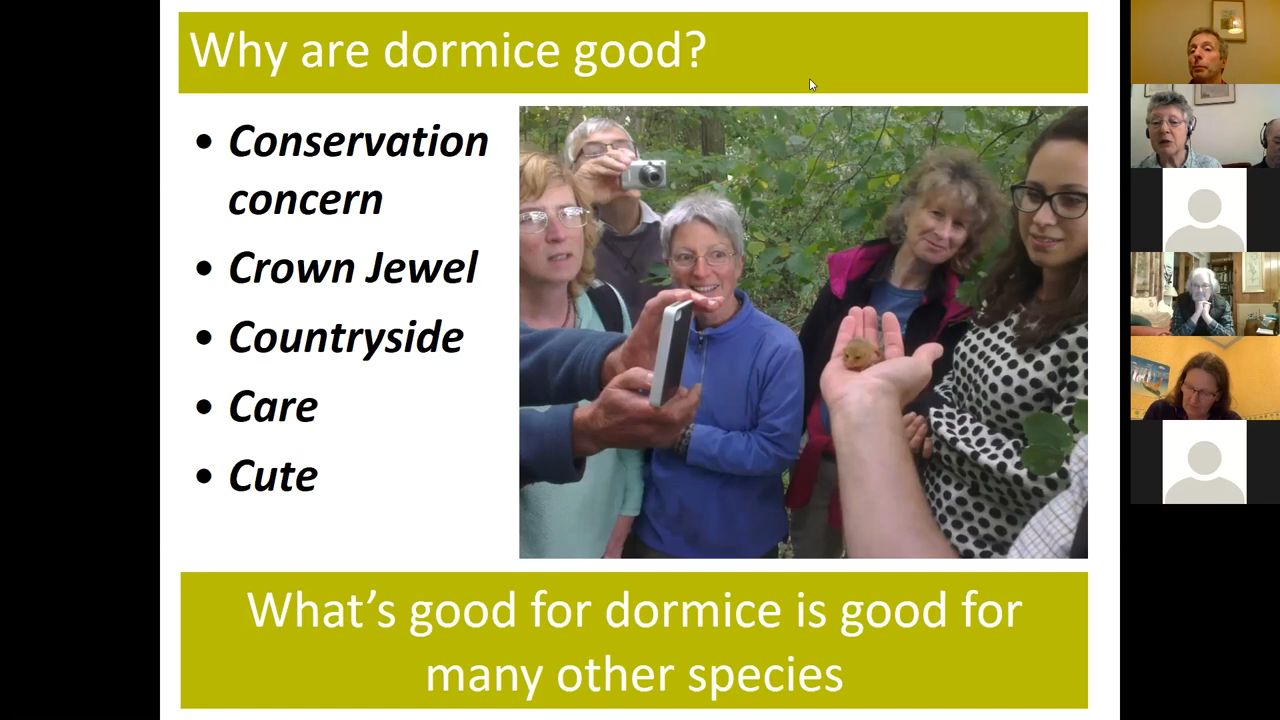 Why are dormice good?
• Conservation
concern
• Crown Jewel
• Countryside
• Care
• Cute
What's good for dormice is good for
many other species